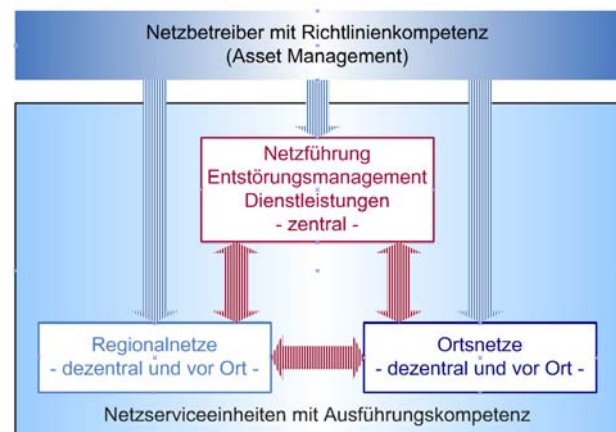 Netzbetreiber mit Richtlinienkompetenz
(Asset Management)
Netzführung
Entstörungsmanagement
Dienstleistungen
- zentral -
Regionalnetze
- dezentral und vor Ort -
Ortsnetze
- dezentral und vor Ort -
Netzserviceeinheiten mit Ausführungskompetenz